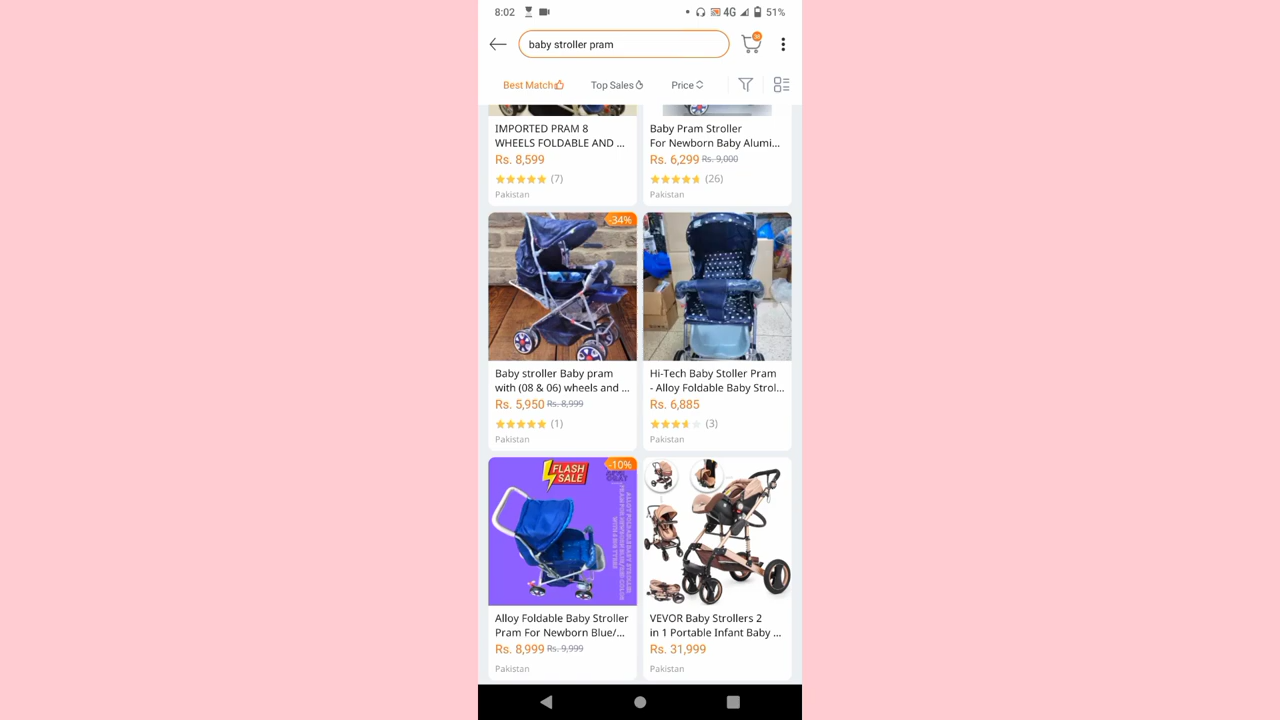 8:02
4G
51%
baby stroller pram
Best Match
Top Sales
Price
IMPORTED PRAM 8
WHEELS FOLDABLE AND ...
Rs. 8,599
(7)
Pakistan
Baby Pram Stroller
For Newborn Baby Alumi...
Rs. 6,299 Rs. 9,000
(26)
Pakistan
-34%
Baby stroller Baby pram
with (08 & 06) wheels and ...
Rs. 5,950 Rs. 8,999
(1)
Pakistan
Hi-Tech Baby Stoller Pram
- Alloy Foldable Baby Strol...
Rs. 6,885
(3)
Pakistan
FLASH
SALE
-10%
Alloy Foldable Baby Stroller
Pram For Newborn Blue/...
Rs. 8,999 Rs. 9,999
Pakistan
VEVOR Baby Strollers 2
in 1 Portable Infant Baby ...
Rs. 31,999
Pakistan